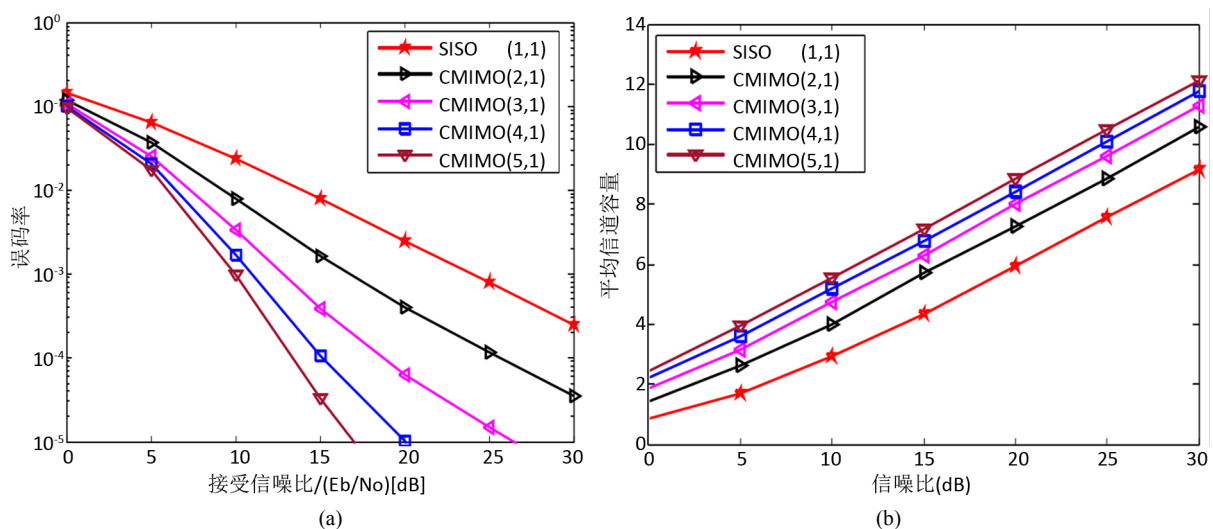 10⁰
10⁻¹
10⁻²
10⁻³
10⁻⁴
10⁻⁵
误码率
SISO (1,1)
CMIMO(2,1)
CMIMO(3,1)
CMIMO(4,1)
CMIMO(5,1)
0 5 10 15 20 25 30
接受信噪比/(Eb/No)[dB]
(a)
14
12
10
8
6
4
2
0
平均信道容量
SISO (1,1)
CMIMO(2,1)
CMIMO(3,1)
CMIMO(4,1)
CMIMO(5,1)
0 5 10 15 20 25 30
信噪比(dB)
(b)